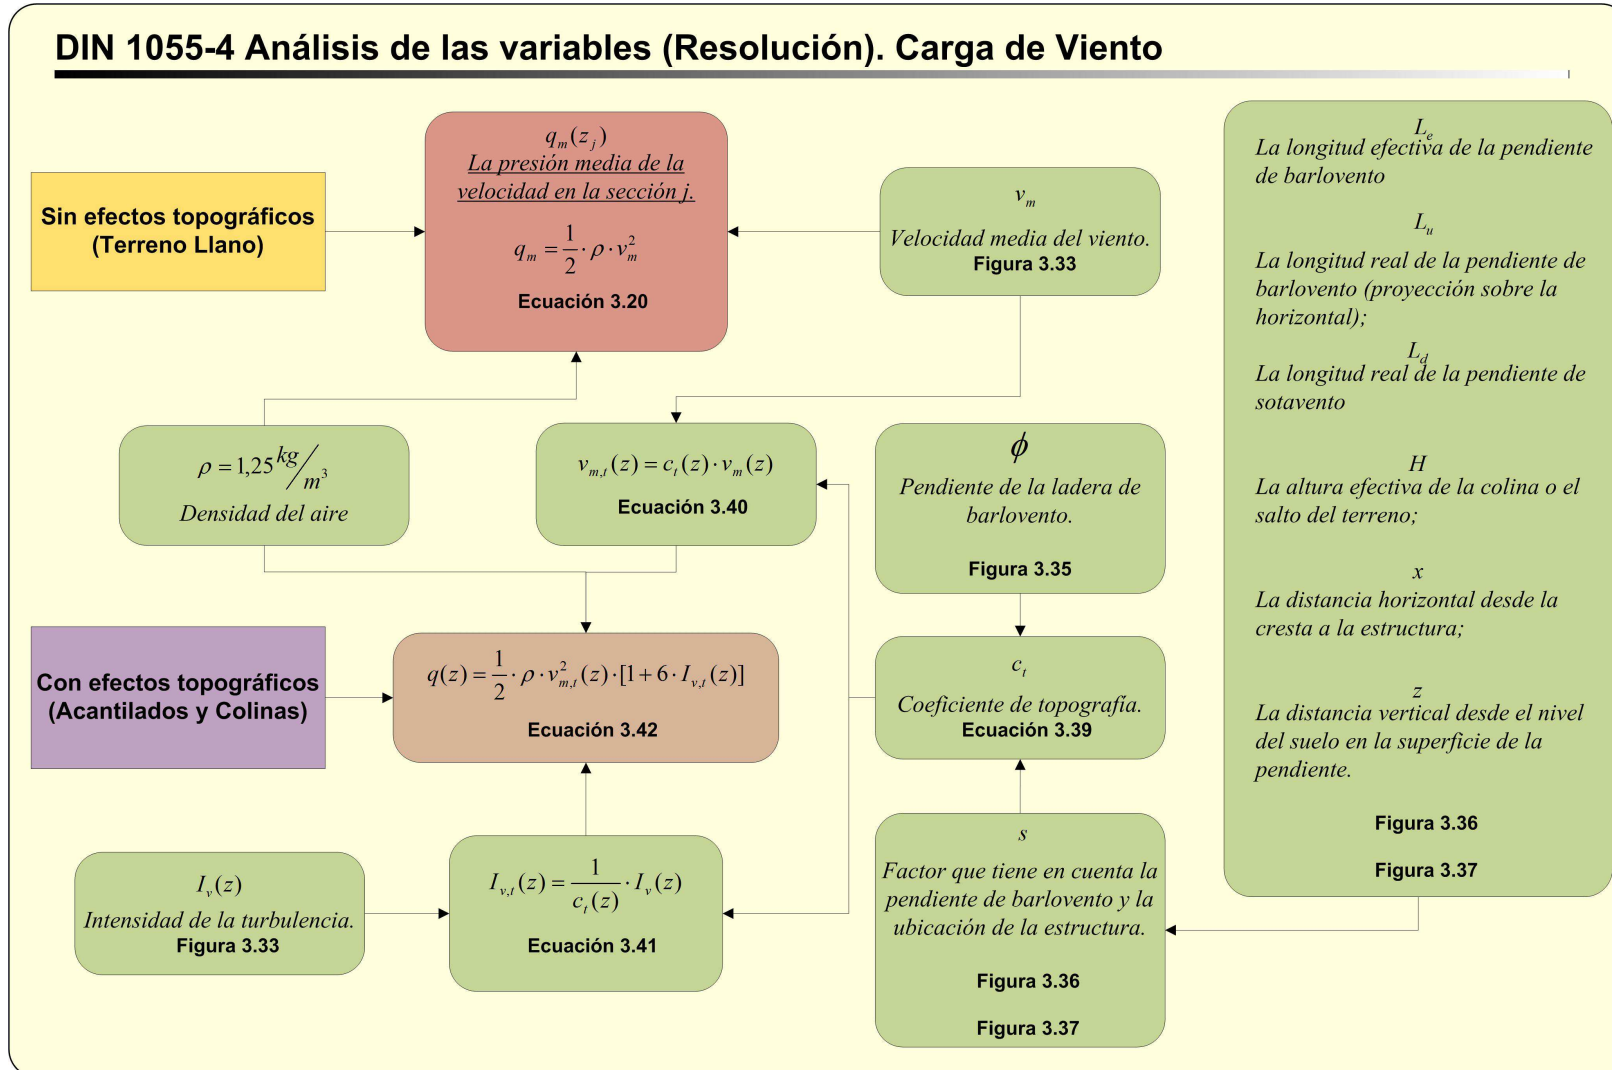 DIN 1055-4 Análisis de las variables (Resolución). Carga de Viento
Sin efectos topográficos
(Terreno Llano)
q_m(z_j)
La presión media de la
velocidad en la sección j.
q_m = 1/2 · ρ · v_m^2
Ecuación 3.20
v_m
Velocidad media del viento.
Figura 3.33
L_e
La longitud efectiva de la pendiente
de barlovento
L_u
La longitud real de la pendiente de
barlovento (proyección sobre la
horizontal);
L_d
La longitud real de la pendiente de
sotavento
H
La altura efectiva de la colina o el
salto del terreno;
x
La distancia horizontal desde la
cresta a la estructura;
z
La distancia vertical desde el nivel
del suelo en la superficie de la
pendiente.
Figura 3.36
Figura 3.37
ρ = 1,25 kg/m^3
Densidad del aire
v_{m,t}(z) = c_t(z) · v_m(z)
Ecuación 3.40
ϕ
Pendiente de la ladera de
barlovento.
Figura 3.35
Con efectos topográficos
(Acantilados y Colinas)
q(z) = 1/2 · ρ · v_{m,t}^2(z) · [1 + 6 · I_{v,t}(z)]
Ecuación 3.42
c_t
Coeficiente de topografía.
Ecuación 3.39
I_v(z)
Intensidad de la turbulencia.
Figura 3.33
I_{v,t}(z) = 1/c_t(z) · I_v(z)
Ecuación 3.41
s
Factor que tiene en cuenta la
pendiente de barlovento y la
ubicación de la estructura.
Figura 3.36
Figura 3.37